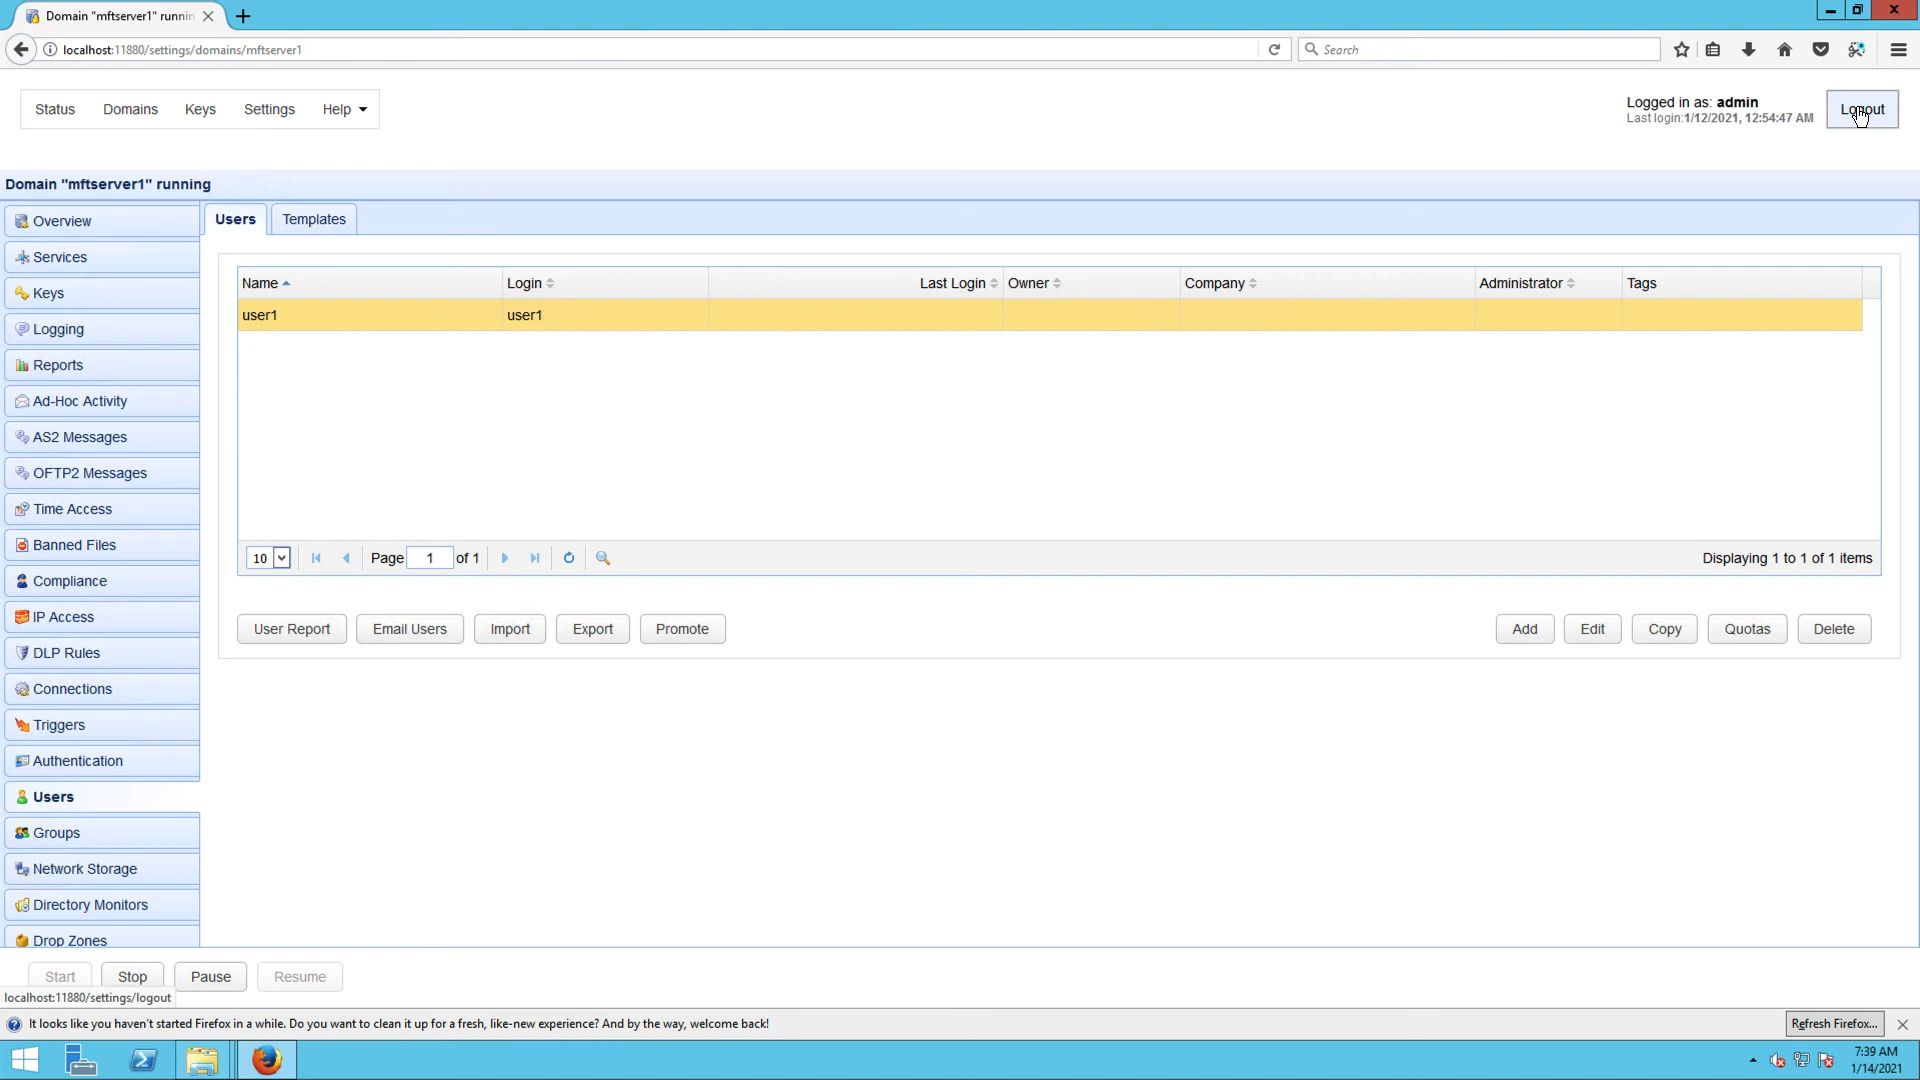 Domain "mftserver1" runnin
localhost:11880/settings/domains/mftserver1
Search
Status Domains Keys Settings Help
Logged in as: admin
Last login:1/12/2021, 12:54:47 AM
Logout
Domain "mftserver1" running
Overview
Services
Keys
Logging
Reports
Ad-Hoc Activity
AS2 Messages
OFTP2 Messages
Time Access
Banned Files
Compliance
IP Access
DLP Rules
Connections
Triggers
Authentication
Users
Groups
Network Storage
Directory Monitors
Drop Zones
Users Templates
Name Login Last Login Owner Company Administrator Tags
user1 user1
10 Page 1 of 1 Displaying 1 to 1 of 1 items
User Report Email Users Import Export Promote Add Edit Copy Quotas Delete
Start Stop Pause Resume
localhost:11880/settings/logout
It looks like you haven't started Firefox in a while. Do you want to clean it up for a fresh, like-new experience? And by the way, welcome back!
Refresh Firefox...
7:39 AM
1/14/2021